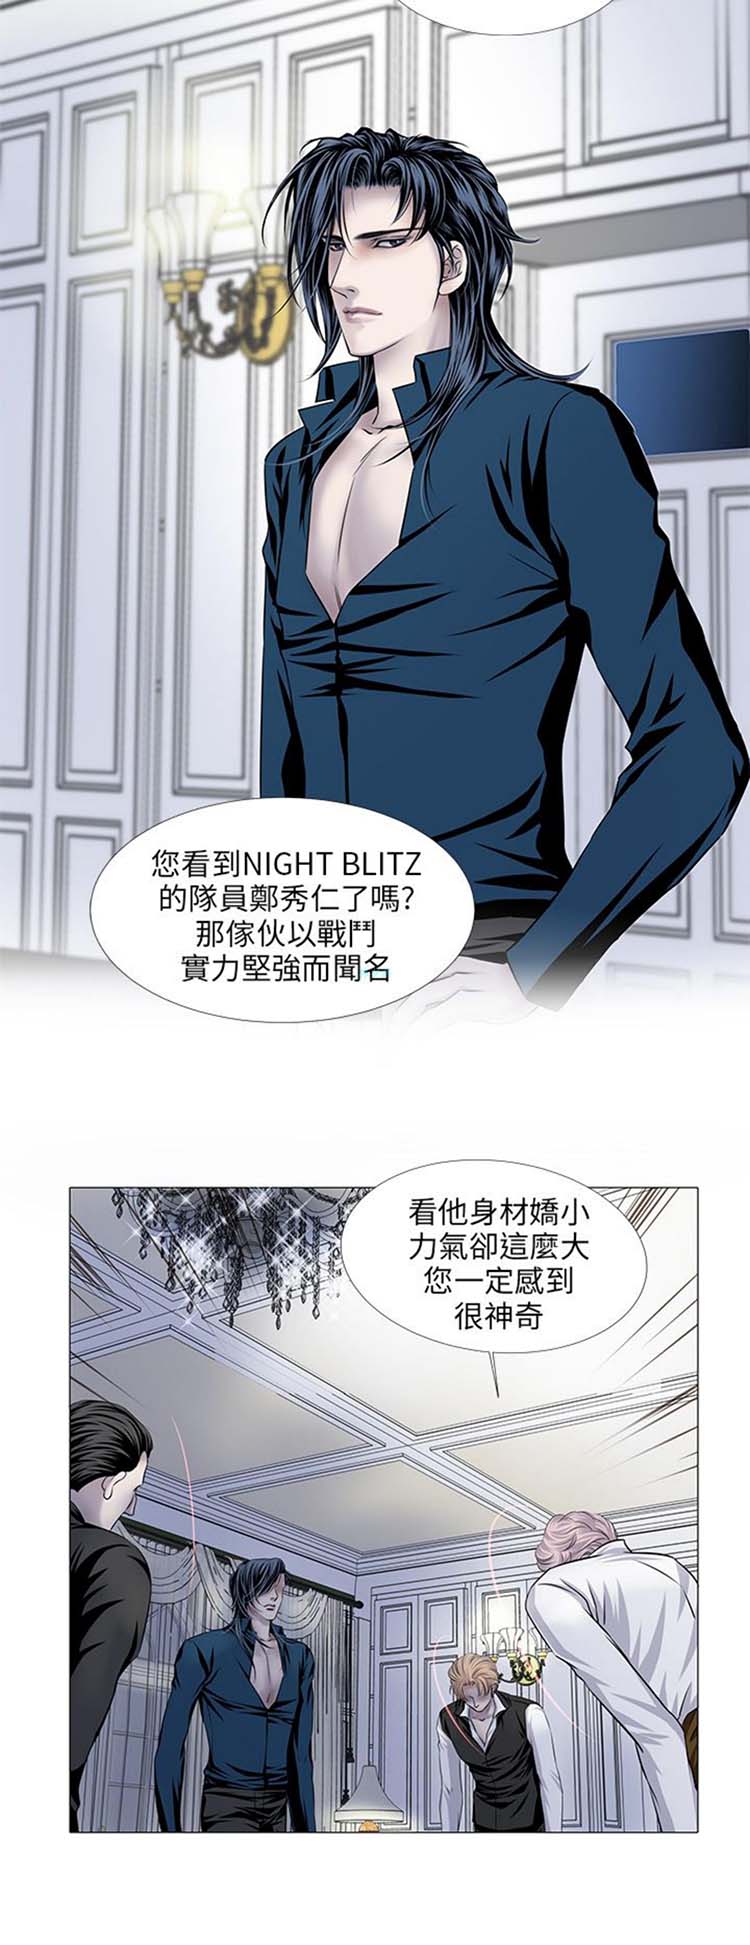 您看到NIGHT BLITZ
的隊員鄭秀仁了嗎?
那傢伙以戰鬥
實力堅強而聞名
看他身材嬌小
力氣卻這麼大
您一定感到
很神奇